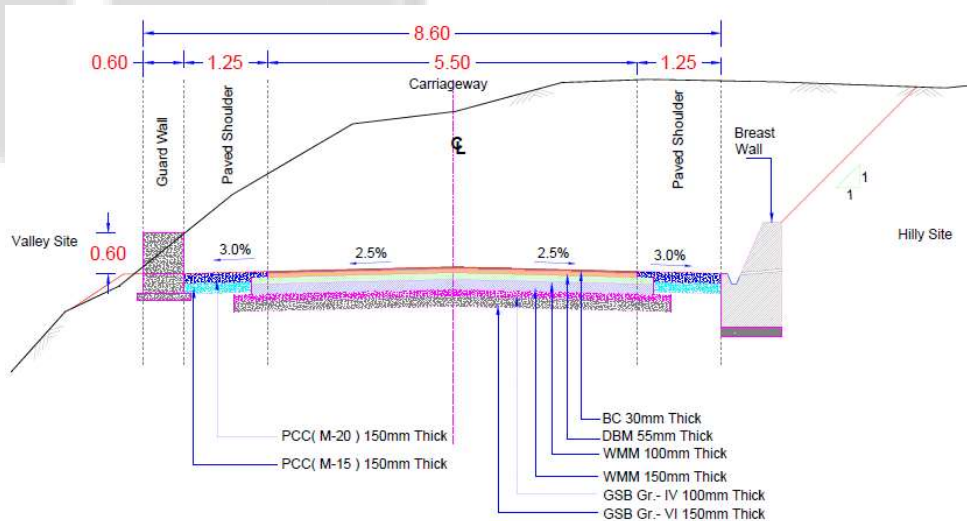 8.60
0.60
1.25
5.50
1.25
Carriageway
Guard Wall
Paved Shoulder
Paved Shoulder
Breast
Wall
℄
1
1
Valley Site
Hilly Site
0.60
3.0%
2.5%
2.5%
3.0%
BC 30mm Thick
PCC( M-20 ) 150mm Thick
DBM 55mm Thick
WMM 100mm Thick
PCC( M-15 ) 150mm Thick
WMM 150mm Thick
GSB Gr.- IV 100mm Thick
GSB Gr.- VI 150mm Thick